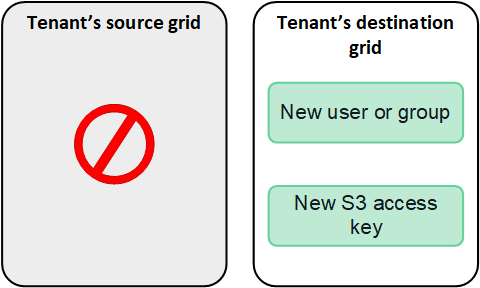 Tenant’s source grid
Tenant’s destination
grid
New user or group
New S3 access
key